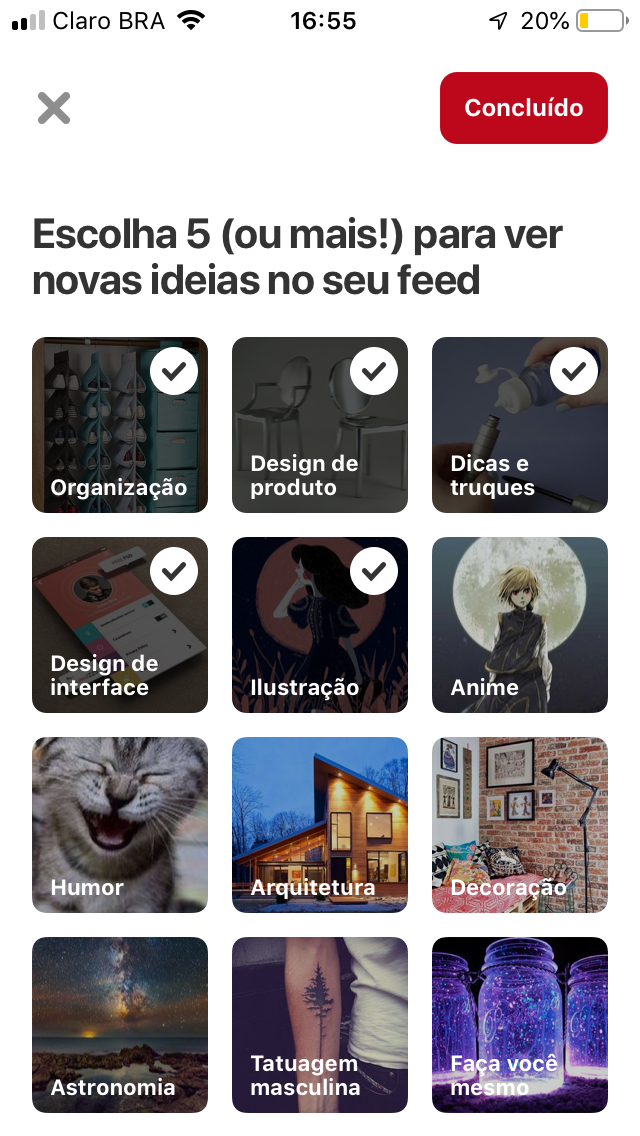 Claro BRA 16:55 20%
Concluído
Escolha 5 (ou mais!) para ver
novas ideias no seu feed
Organização
Design de
produto
Dicas e
truques
Design de
interface
Ilustração
Anime
Humor
Arquitetura
Decoração
Astronomia
Tatuagem
masculina
Faça você
mesmo